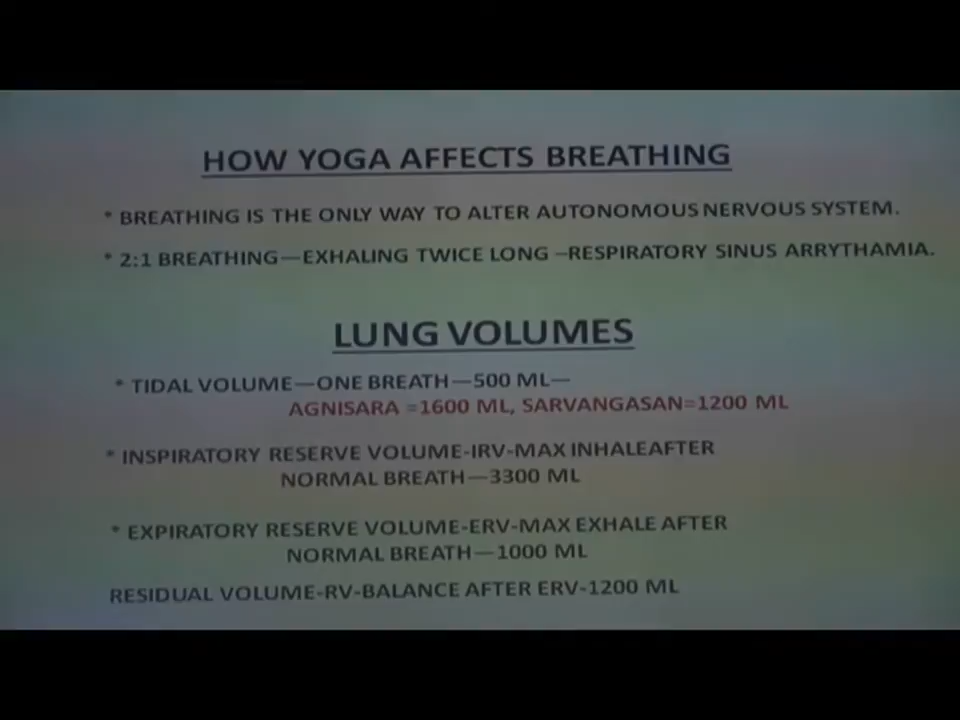 HOW YOGA AFFECTS BREATHING
* BREATHING IS THE ONLY WAY TO ALTER AUTONOMOUS NERVOUS SYSTEM.
* 2:1 BREATHING—EXHALING TWICE LONG –RESPIRATORY SINUS ARRYTHAMIA.
LUNG VOLUMES
* TIDAL VOLUME—ONE BREATH—500 ML—
AGNISARA =1600 ML, SARVANGASAN=1200 ML
* INSPIRATORY RESERVE VOLUME-IRV-MAX INHALEAFTER
NORMAL BREATH—3300 ML
* EXPIRATORY RESERVE VOLUME-ERV-MAX EXHALE AFTER
NORMAL BREATH—1000 ML
RESIDUAL VOLUME-RV-BALANCE AFTER ERV-1200 ML